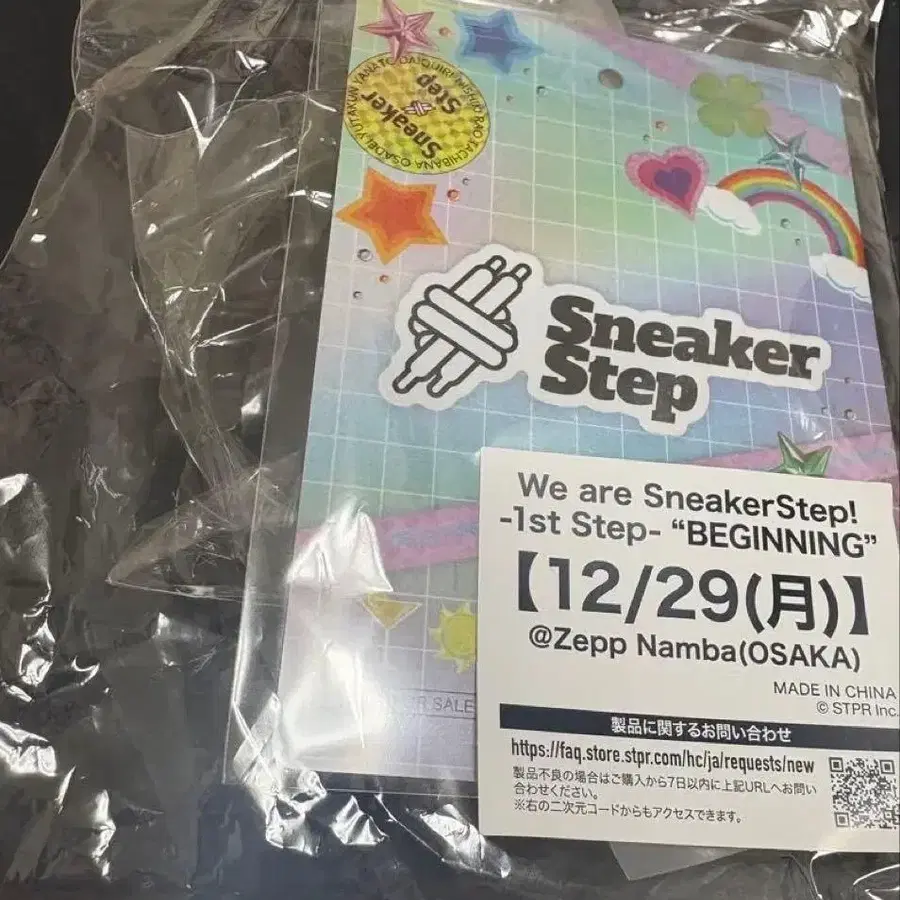 Sneaker
Step
Sneaker
Step
We are SneakerStep!
-1st Step- “BEGINNING”
【12/29(月)】
@Zepp Namba(OSAKA)
MADE IN CHINA
© STPR Inc.
製品に関するお問い合わせ
https://faq.store.stpr.com/hc/ja/requests/new
製品不良の場合はご購入から7日以内に上記URLへお問い
合わせください。
※右の二次元コードからもアクセスできます。
SALE